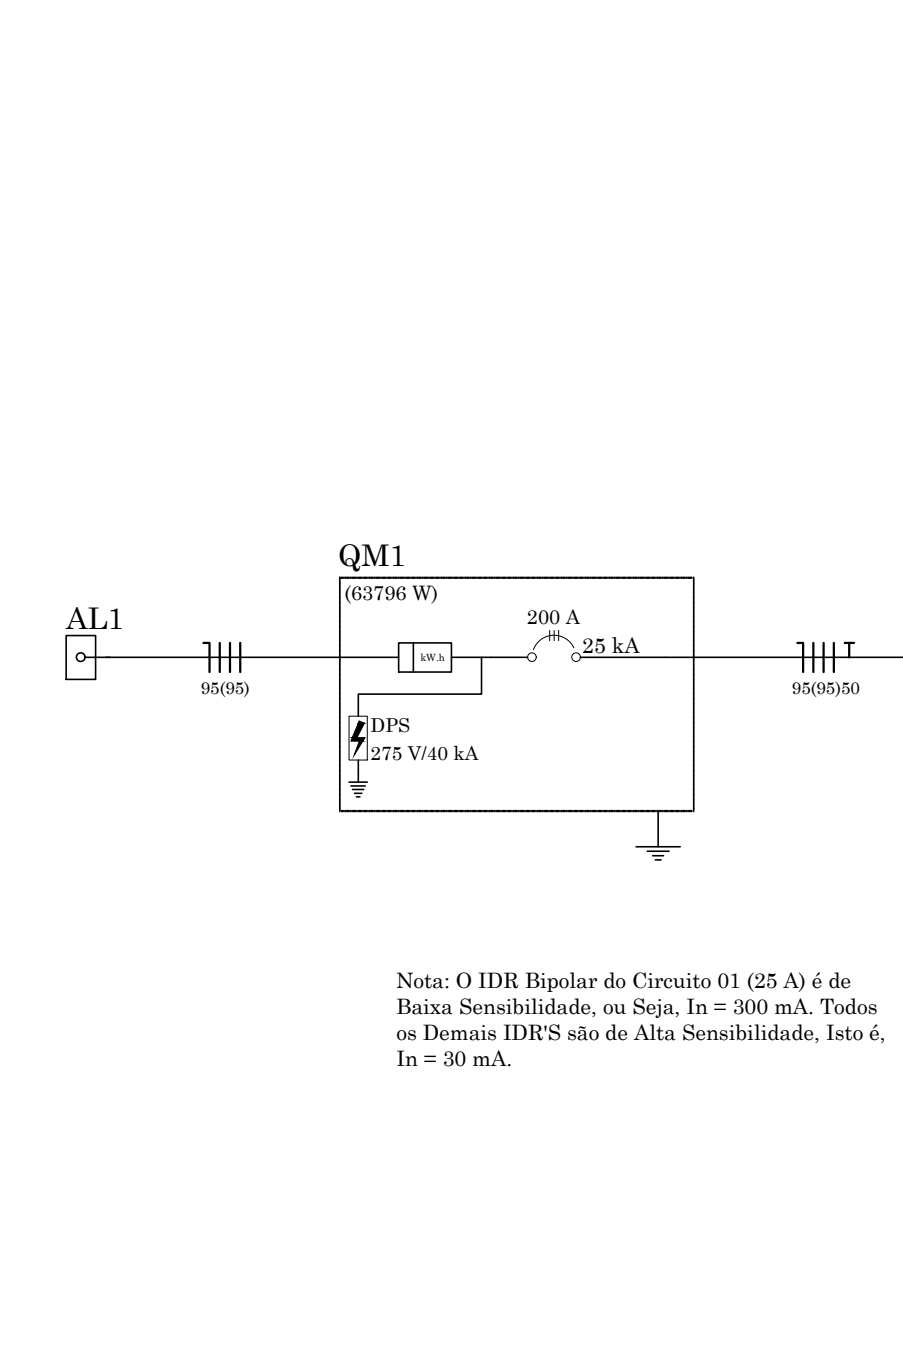 QM1
(63796 W)
AL1
200 A
25 kA
kW.h
95(95)
95(95)50
DPS
275 V/40 kA
Nota: O IDR Bipolar do Circuito 01 (25 A) é de
Baixa Sensibilidade, ou Seja, In = 300 mA. Todos
os Demais IDR'S são de Alta Sensibilidade, Isto é,
In = 30 mA.